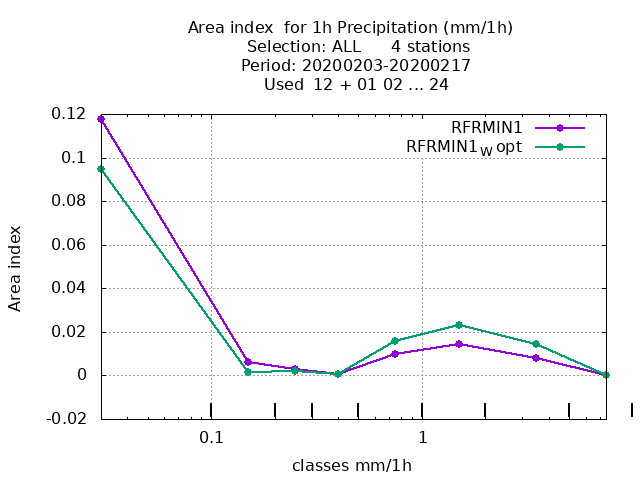 Area index  for 1h Precipitation (mm/1h)
Selection: ALL      4 stations
Period: 20200203-20200217
Used  12 + 01 02 ... 24
RFRMIN1
RFRMIN1W opt
0.12
0.1
0.08
0.06
0.04
0.02
0
-0.02
Area index
0.1
1
classes mm/1h